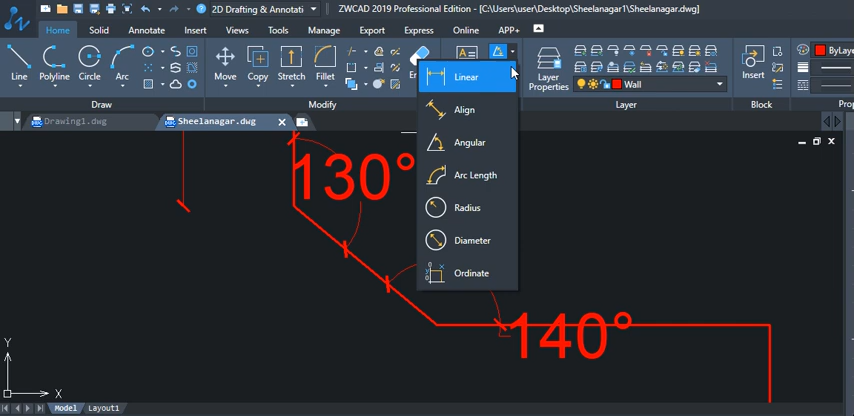 2D Drafting & Annotati
ZWCAD 2019 Professional Edition - [C:\Users\user\Desktop\Sheelanagar1\Sheelanagar.dwg]
Home Solid Annotate Insert Views Tools Manage Export Express Online APP+
Line Polyline Circle Arc Move Copy Stretch Fillet Layer Properties Wall Insert ByLaye
Draw Modify Layer Block Prop
Drawing1.dwg Sheelanagar.dwg
Linear
Align
Angular
Arc Length
Radius
Diameter
Ordinate
130°
140°
Y
X
Model Layout1